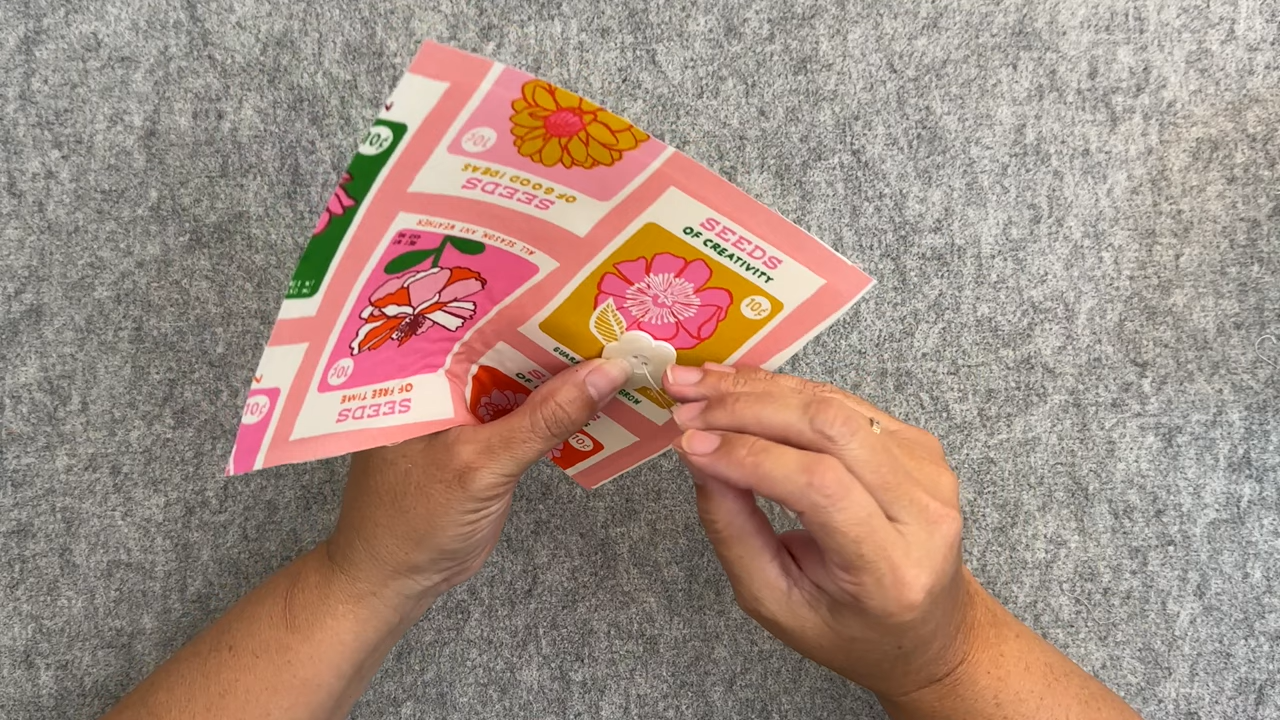 10¢
10¢
OF GOOD IDEAS
SEEDS
SEEDS
OF CREATIVITY
10¢
ALL SEASON, ANY WEATHER
10¢
OF FREE TIME
SEEDS
GROW
10¢
10¢